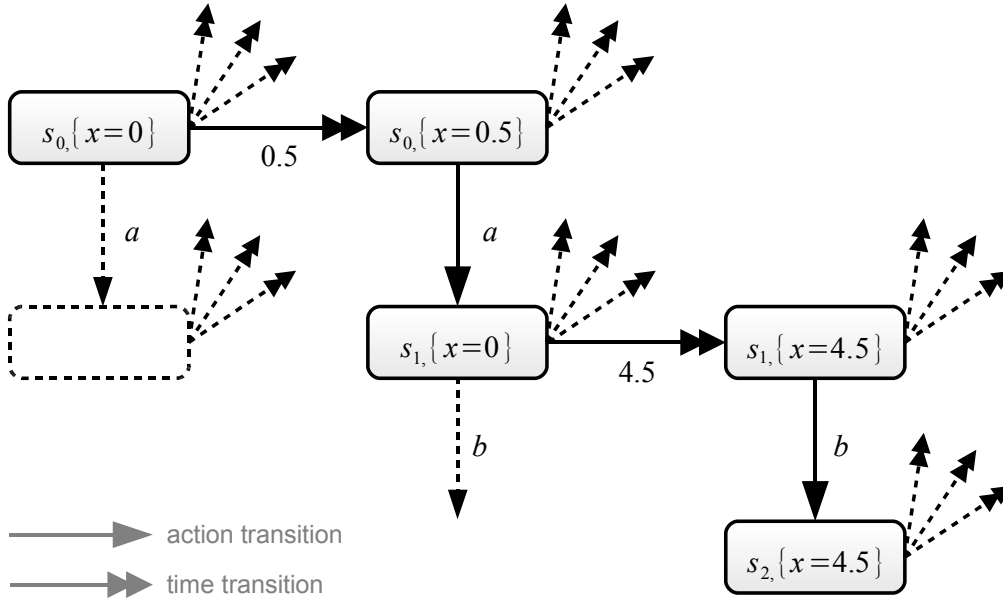 s0,{x=0}
0.5
s0,{x=0.5}
a
a
s1,{x=0}
4.5
s1,{x=4.5}
b
b
s2,{x=4.5}
action transition
time transition